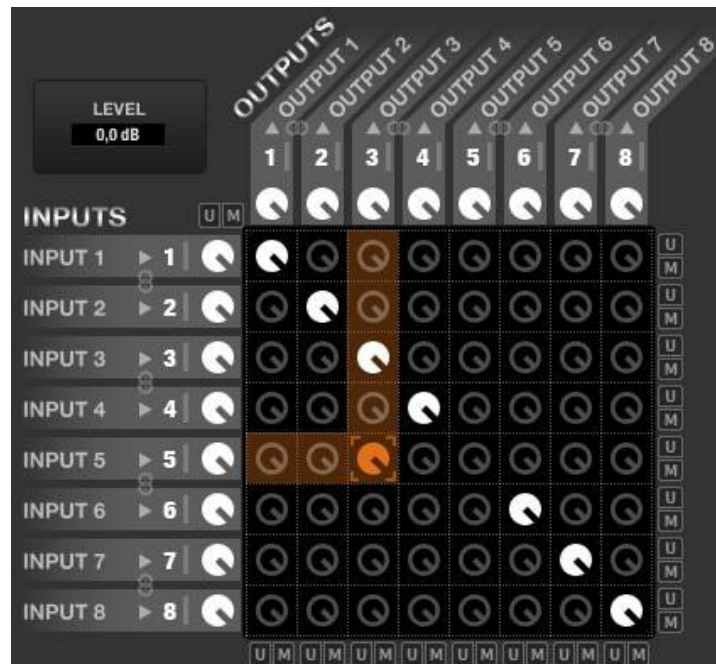 OUTPUTS
OUTPUT 1
OUTPUT 2
OUTPUT 3
OUTPUT 4
OUTPUT 5
OUTPUT 6
OUTPUT 7
OUTPUT 8
LEVEL
0,0 dB
1 2 3 4 5 6 7 8
INPUTS U M
INPUT 1 1 U M
INPUT 2 2 U M
INPUT 3 3 U M
INPUT 4 4 U M
INPUT 5 5 U M
INPUT 6 6 U M
INPUT 7 7 U M
INPUT 8 8 U M
U M U M U M U M U M U M U M U M